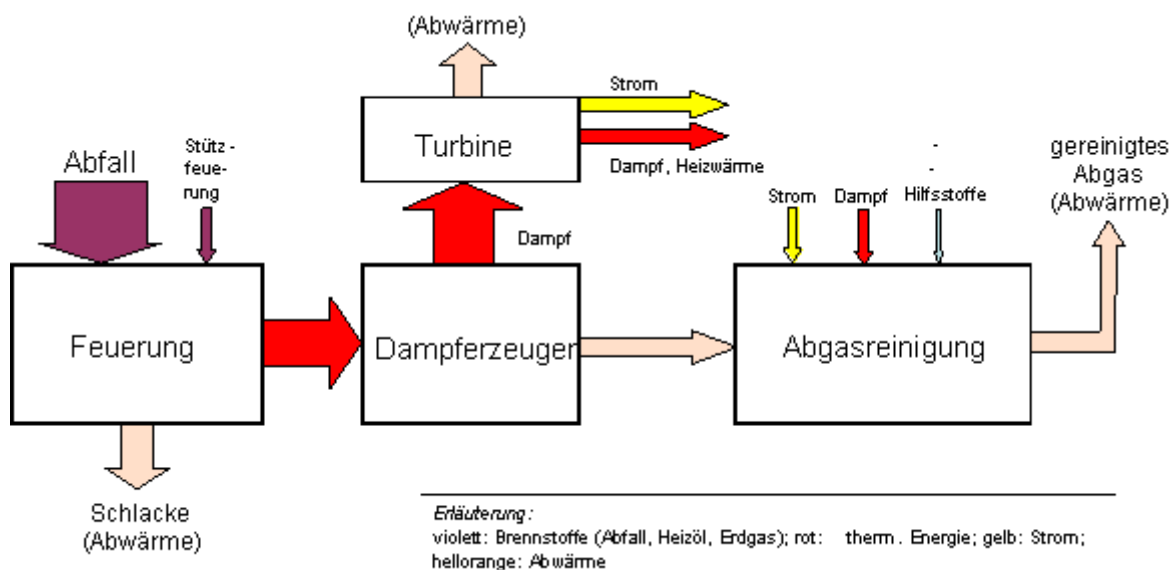 (Abwärme)
Strom
Turbine
Dampf, Heizwärme
Abfall
Stütz-
feue-
rung
Dampf
-
-
Strom
Dampf
Hilfsstoffe
gereinigtes
Abgas
(Abwärme)
Feuerung
Dampferzeuger
Abgasreinigung
Schlacke
(Abwärme)
Erläuterung:
violett: Brennstoffe (Abfall, Heizöl, Erdgas); rot: therm. Energie; gelb: Strom;
hellorange: Abwärme